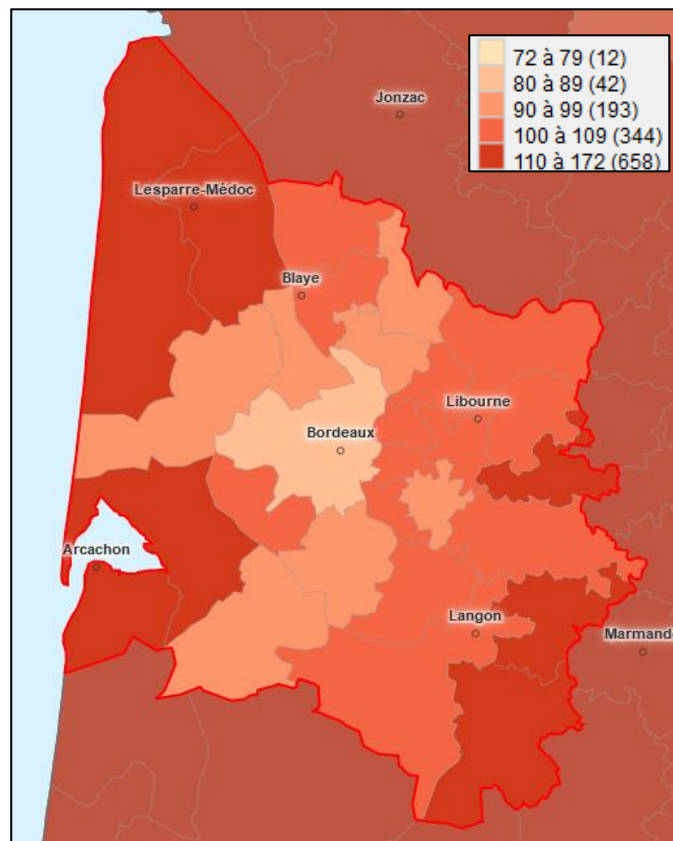 72 à 79 (12)
80 à 89 (42)
90 à 99 (193)
100 à 109 (344)
110 à 172 (658)
Jonzac
Lesparre-Médoc
Blaye
Libourne
Bordeaux
Arcachon
Langon
Marmand